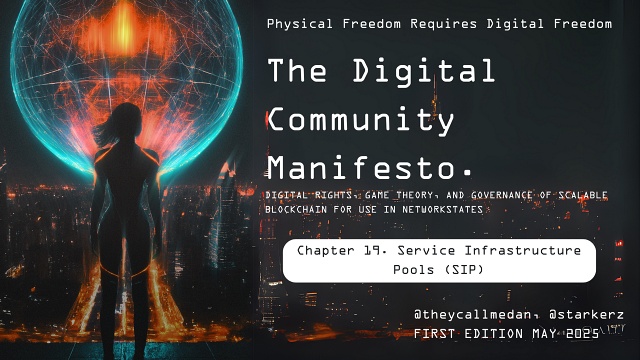 Physical Freedom Requires Digital Freedom
The Digital
Community
Manifesto.
DIGITAL RIGHTS, GAME THEORY, AND GOVERNANCE OF SCALABLE
BLOCKCHAIN FOR USE IN NETWORKSTATES
Chapter 19. Service Infrastructure
Pools (SIP)
@theycallmedan, @starkerz
FIRST EDITION MAY 2025